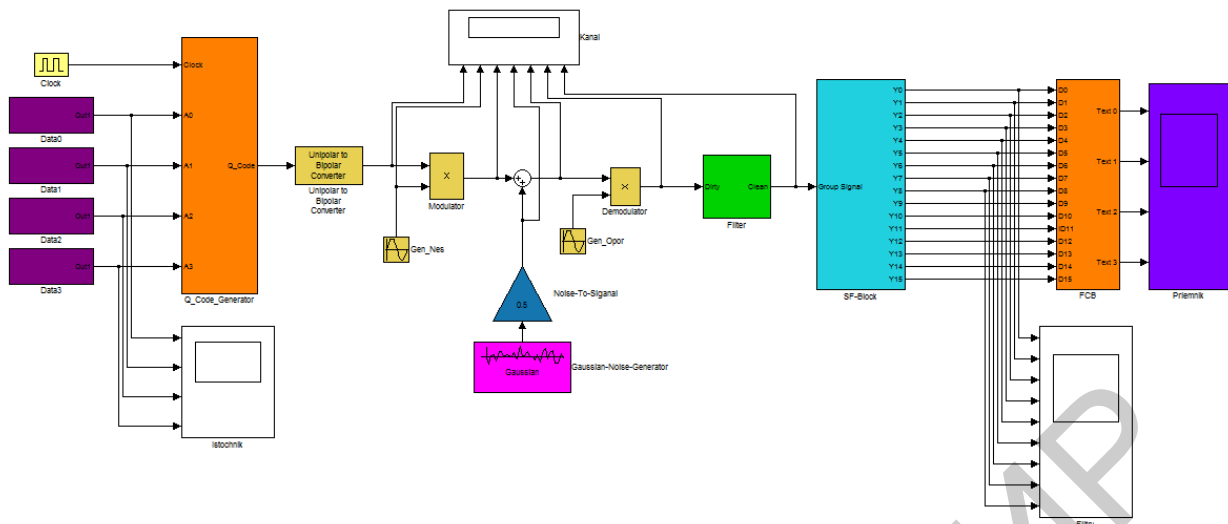 Kanal
Clock
Clock
Out1
Data0
A0
Out1
Data1
A1
Q_Code
Out1
Data2
A2
Out1
Data3
A3
Q_Code_Generator
Unipolar to
Bipolar
Converter
Unipolar to
Bipolar
Converter
X
Modulator
Gen_Nes
X
Demodulator
Gen_Opor
Dirty
Clean
Filter
Noise-To-Siganal
0.5
Gaussian
Gaussian-Noise-Generator
Istochnik
Group Signal
Y0
Y1
Y2
Y3
Y4
Y5
Y6
Y7
Y8
Y9
Y10
Y11
Y12
Y13
Y14
Y15
SF-Block
D0
D1
D2
D3
D4
D5
D6
D7
D8
D9
D10
ID11
D12
D13
D14
D15
Text 0
Text 1
Text 2
Text 3
FCB
Priemnik